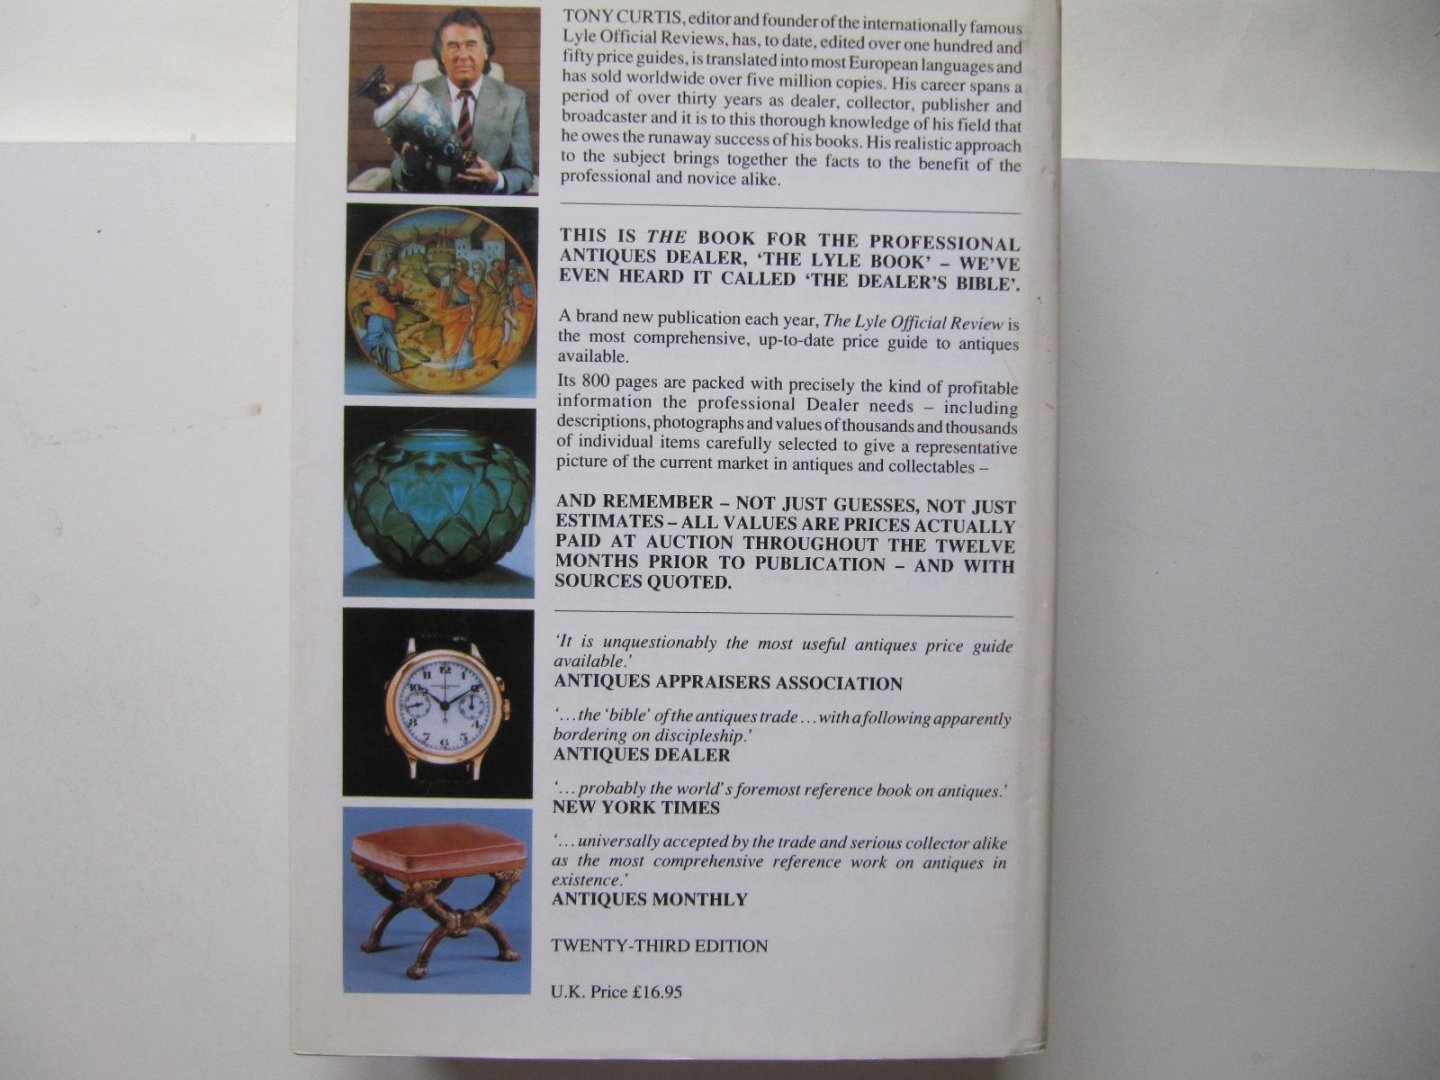 TONY CURTIS, editor and founder of the internationally famous
Lyle Official Reviews, has, to date, edited over one hundred and
fifty price guides, is translated into most European languages and
has sold worldwide over five million copies. His career spans a
period of over thirty years as dealer, collector, publisher and
broadcaster and it is to this thorough knowledge of his field that
he owes the runaway success of his books. His realistic approach
to the subject brings together the facts to the benefit of the
professional and novice alike.
THIS IS THE BOOK FOR THE PROFESSIONAL
ANTIQUES DEALER, ‘THE LYLE BOOK’ – WE’VE
EVEN HEARD IT CALLED ‘THE DEALER’S BIBLE’.
A brand new publication each year, The Lyle Official Review is
the most comprehensive, up-to-date price guide to antiques
available.
Its 800 pages are packed with precisely the kind of profitable
information the professional Dealer needs – including
descriptions, photographs and values of thousands and thousands
of individual items carefully selected to give a representative
picture of the current market in antiques and collectables –
AND REMEMBER – NOT JUST GUESSES, NOT JUST
ESTIMATES – ALL VALUES ARE PRICES ACTUALLY
PAID AT AUCTION THROUGHOUT THE TWELVE
MONTHS PRIOR TO PUBLICATION – AND WITH
SOURCES QUOTED.
‘It is unquestionably the most useful antiques price guide
available.’
ANTIQUES APPRAISERS ASSOCIATION
‘...the ‘bible’ of the antiques trade...with a following apparently
bordering on discipleship.’
ANTIQUES DEALER
‘...probably the world’s foremost reference book on antiques.’
NEW YORK TIMES
‘...universally accepted by the trade and serious collector alike
as the most comprehensive reference work on antiques in
existence.’
ANTIQUES MONTHLY
TWENTY-THIRD EDITION
U.K. Price £16.95